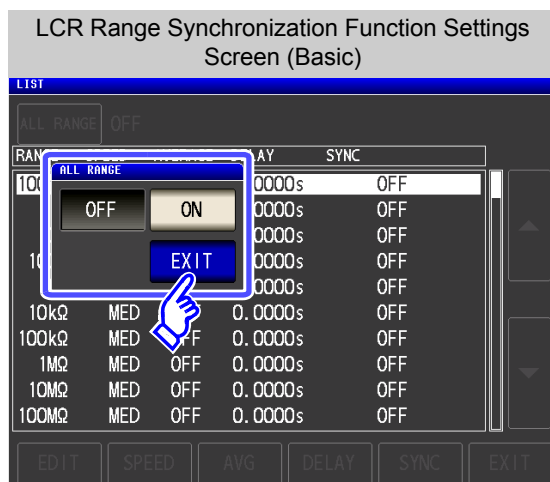 LCR Range Synchronization Function Settings
Screen (Basic)
LIST
ALL RANGE OFF
DELAY SYNC
ALL RANGE
0000s OFF
OFF ON
0000s OFF
0000s OFF
EXIT
0000s OFF
0000s OFF
10kΩ MED 0.0000s OFF
100kΩ MED OFF 0.0000s OFF
1MΩ MED OFF 0.0000s OFF
10MΩ MED OFF 0.0000s OFF
100MΩ MED OFF 0.0000s OFF
EDIT SPEED AVG DELAY SYNC EXIT